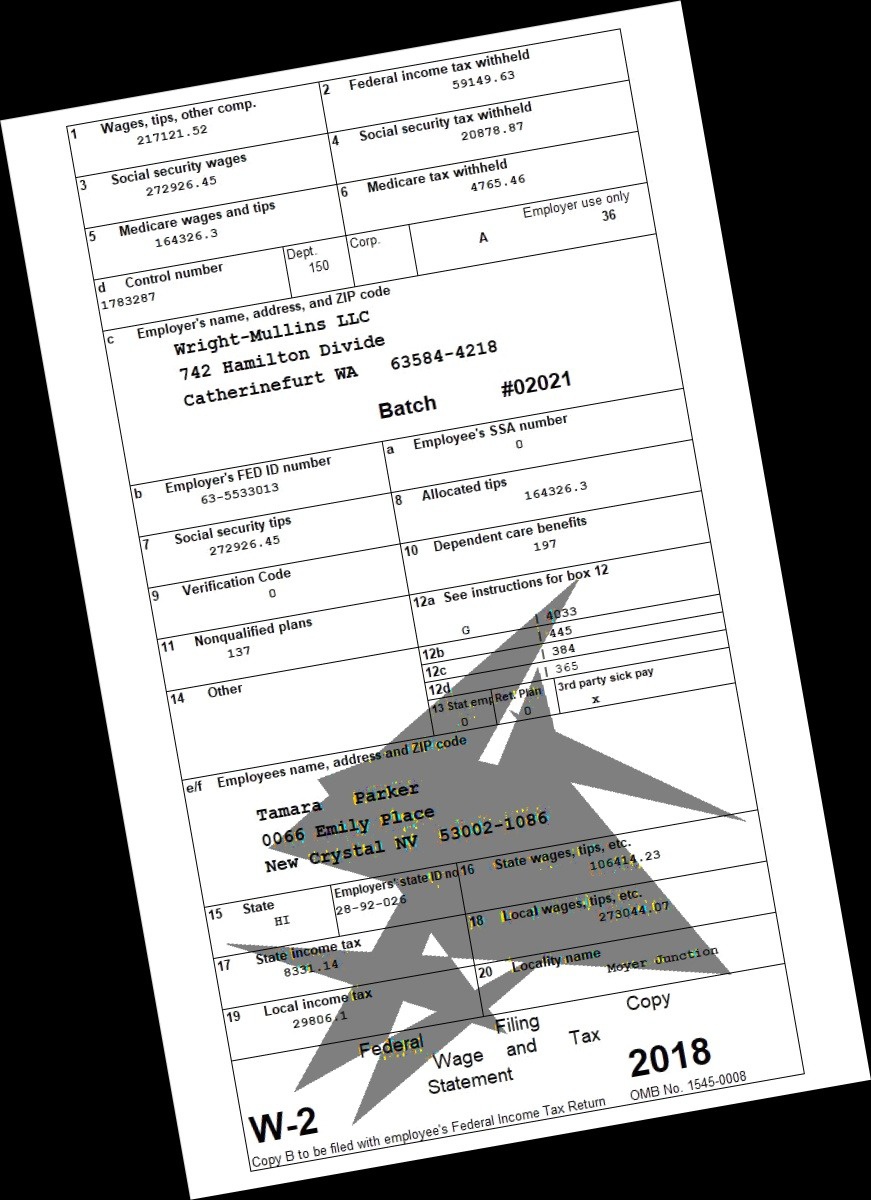 1 Wages, tips, other comp.
217121.52
2 Federal income tax withheld
59149.63
3 Social security wages
272926.45
4 Social security tax withheld
20878.87
5 Medicare wages and tips
164326.3
6 Medicare tax withheld
4765.46
d Control number
1783287
Dept.
150
Corp.
A
Employer use only
36
c Employer's name, address, and ZIP code
Wright-Mullins LLC
742 Hamilton Divide
Catherinefurt WA 63584-4218
Batch #02021
b Employer's FED ID number
63-5533013
a Employee's SSA number
0
7 Social security tips
272926.45
8 Allocated tips
164326.3
9 Verification Code
0
10 Dependent care benefits
197
11 Nonqualified plans
137
12a See instructions for box 12
G | 4033
12b | 445
12c | 384
12d | 365
14 Other
13 Stat emp
0
Ret. Plan
0
3rd party sick pay
x
e/f Employees name, address and ZIP code
Tamara Parker
0066 Emily Place
New Crystal NV 53002-1086
15 State
HI
Employers' state ID no
28-92-026
16 State wages, tips, etc.
106414.23
17 State income tax
8331.14
18 Local wages, tips, etc.
273044.07
19 Local income tax
29806.1
20 Locality name
Moyer Junction
Federal Filing Copy
Wage and Tax
Statement
2018
W-2
OMB No. 1545-0008
Copy B to be filed with employee's Federal Income Tax Return